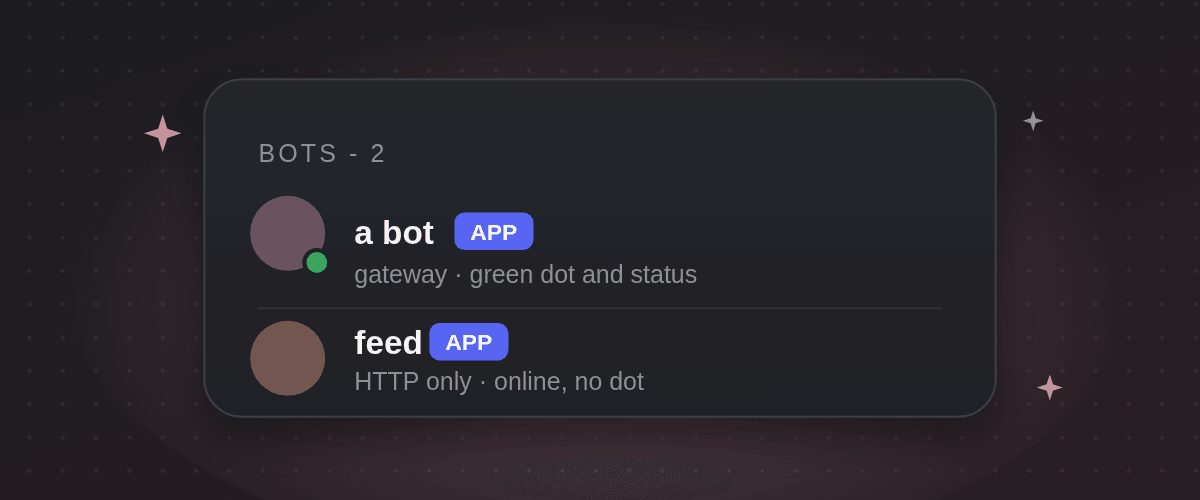 BOTS - 2
a bot APP
gateway · green dot and status
feed APP
HTTP only · online, no dot